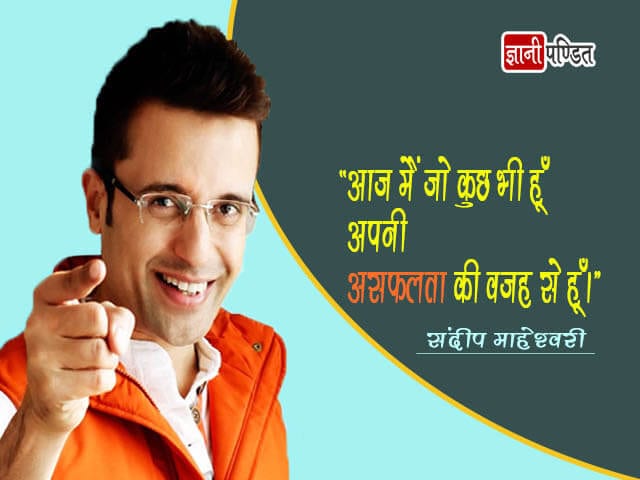 ज्ञानी पण्डित
“आज मैं जो कुछ भी हूँ
अपनी
असफलता की वजह से हूँ।”
संदीप माहेश्वरी